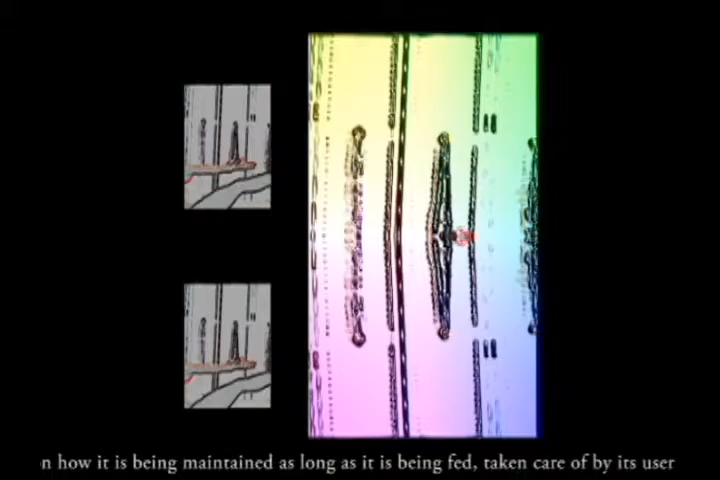 n how it is being maintained as long as it is being fed, taken care of by its user